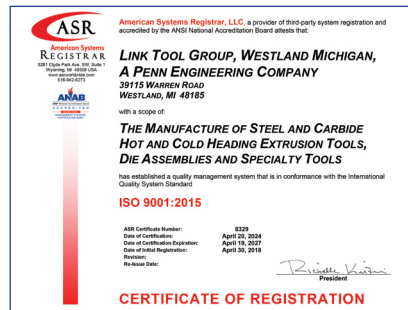 ASR
American Systems
REGISTRAR
5281 Clyde Park Ave. SW, Suite 1
Wyoming, MI 49509 USA
www.asrworldwide.com
616-942-6273
ANAB
ACCREDITED
American Systems Registrar, LLC, a provider of third-party system registration and
accredited by the ANSI National Accreditation Board attests that:
LINK TOOL GROUP, WESTLAND MICHIGAN,
A PENN ENGINEERING COMPANY
39115 WARREN ROAD
WESTLAND, MI 48185
with a scope of:
THE MANUFACTURE OF STEEL AND CARBIDE
HOT AND COLD HEADING EXTRUSION TOOLS,
DIE ASSEMBLIES AND SPECIALTY TOOLS
has established a quality management system that is in conformance with the International
Quality System Standard
ISO 9001:2015
ASR Certificate Number: 8329
Date of Certification: April 20, 2024
Date of Certification Expiration: April 19, 2027
Date of Initial Registration: April 30, 2018
Revision:
Re-Issue Date:
President
CERTIFICATE OF REGISTRATION